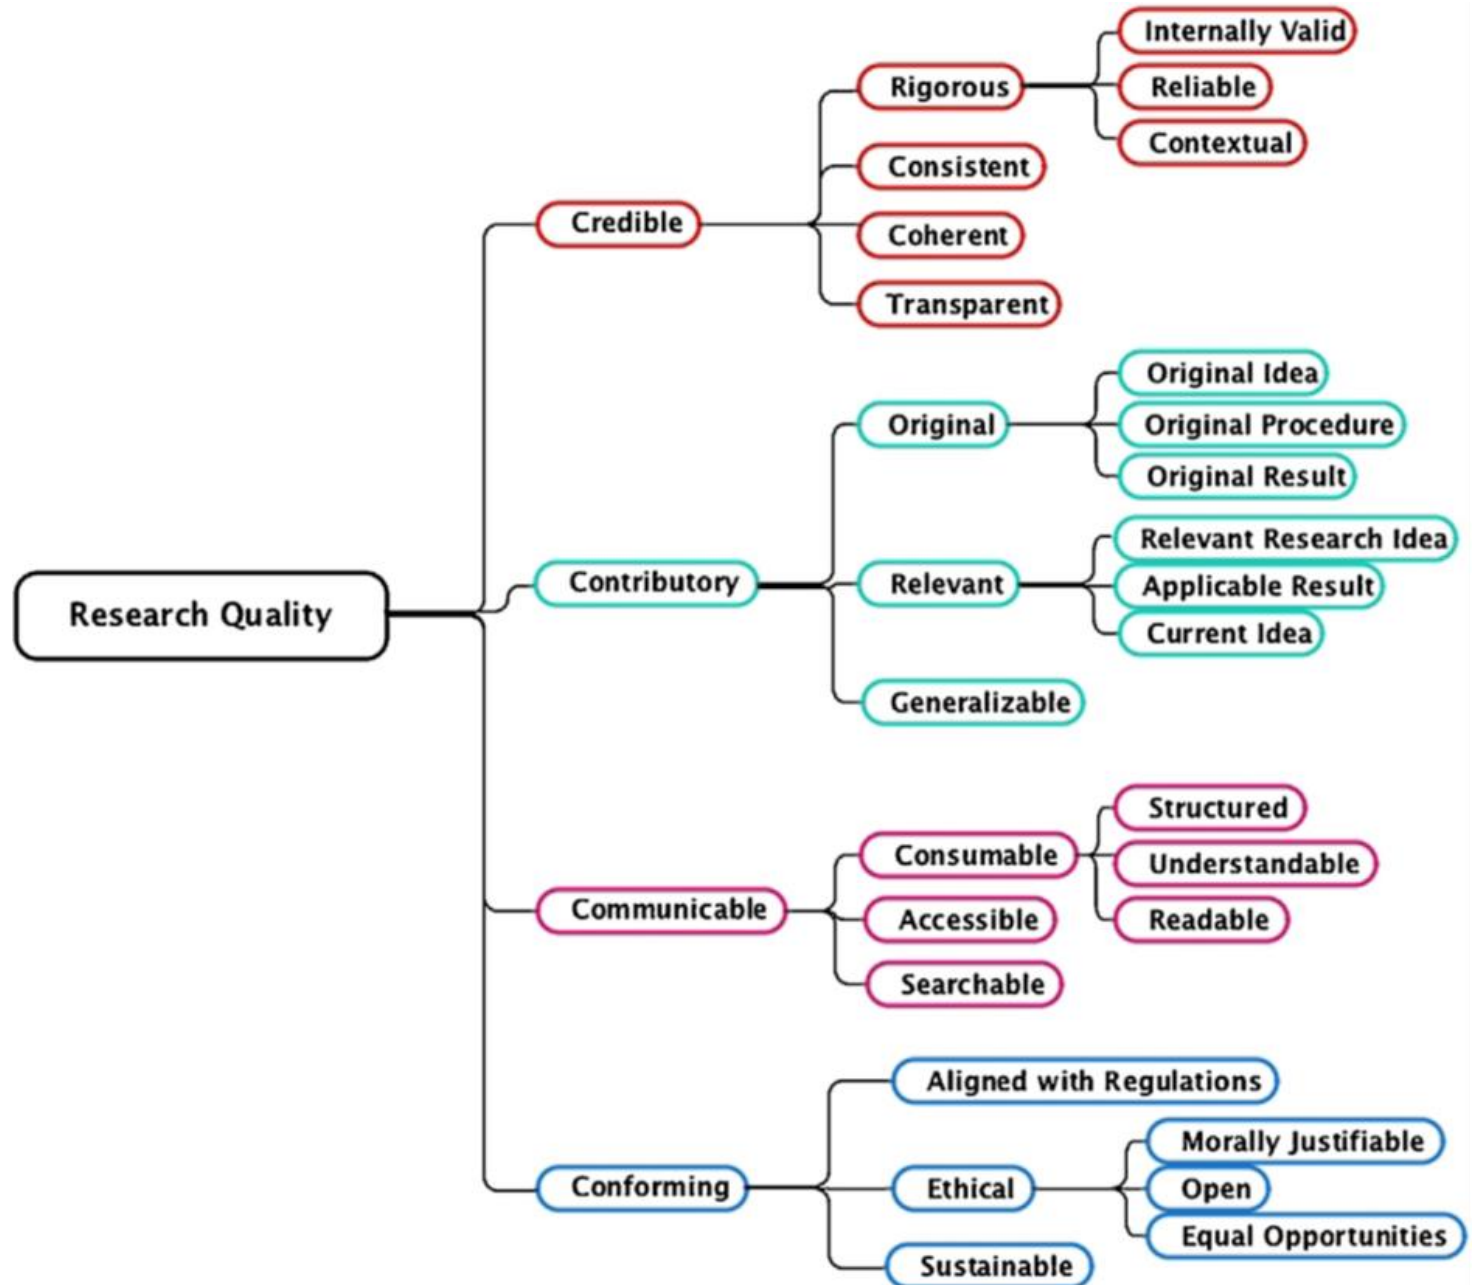 Research Quality
Credible
Rigorous
Internally Valid
Reliable
Contextual
Consistent
Coherent
Transparent
Contributory
Original
Original Idea
Original Procedure
Original Result
Relevant
Relevant Research Idea
Applicable Result
Current Idea
Generalizable
Communicable
Consumable
Structured
Understandable
Readable
Accessible
Searchable
Conforming
Aligned with Regulations
Ethical
Morally Justifiable
Open
Equal Opportunities
Sustainable